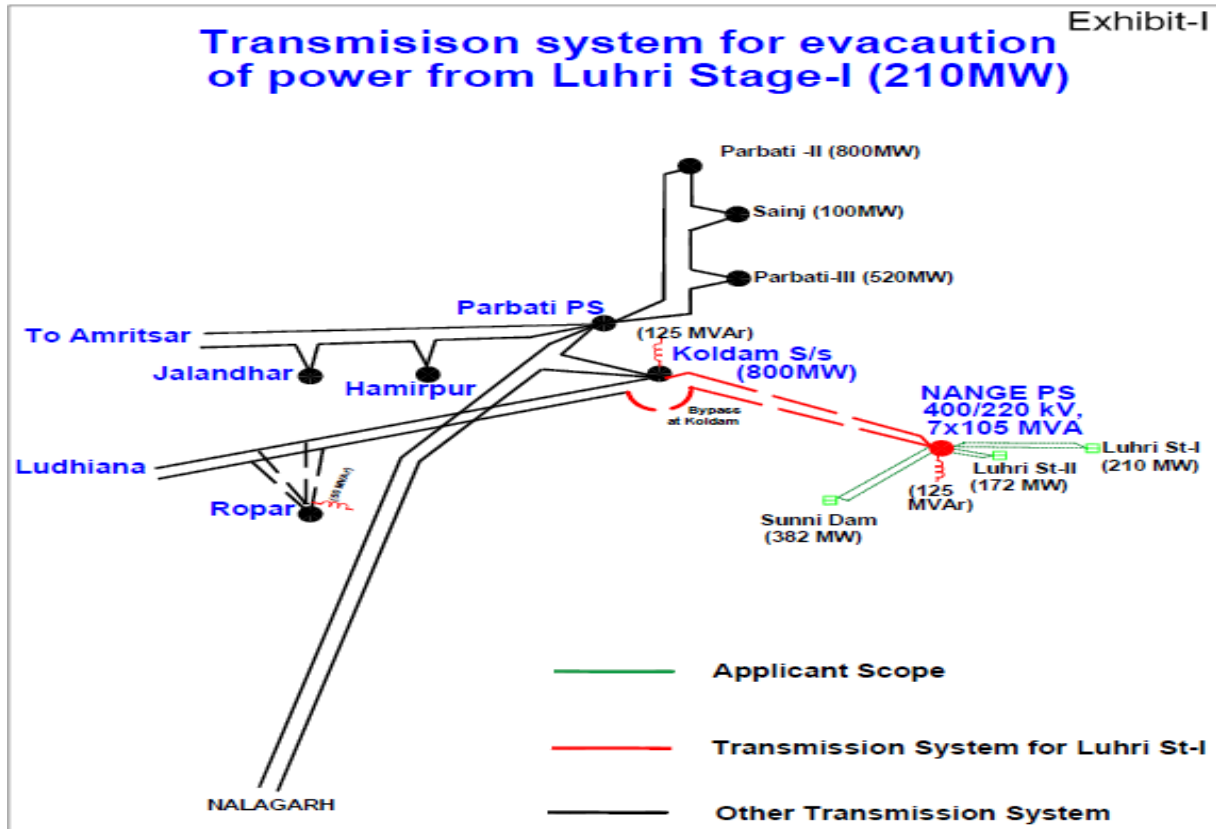 Exhibit-I
Transmisison system for evacaution
of power from Luhri Stage-I (210MW)
Parbati -II (800MW)
Sainj (100MW)
Parbati-III (520MW)
Parbati PS
To Amritsar
(125 MVAr)
Koldam S/s
(800MW)
Jalandhar
Hamirpur
NANGE PS
400/220 kV,
7x105 MVA
Bypass
at Koldam
Luhri St-I
(210 MW)
Ludhiana
Luhri St-II
(172 MW)
(125
MVAr)
Ropar
(50 MVAr)
Sunni Dam
(382 MW)
Applicant Scope
Transmission System for Luhri St-I
NALAGARH
Other Transmission System